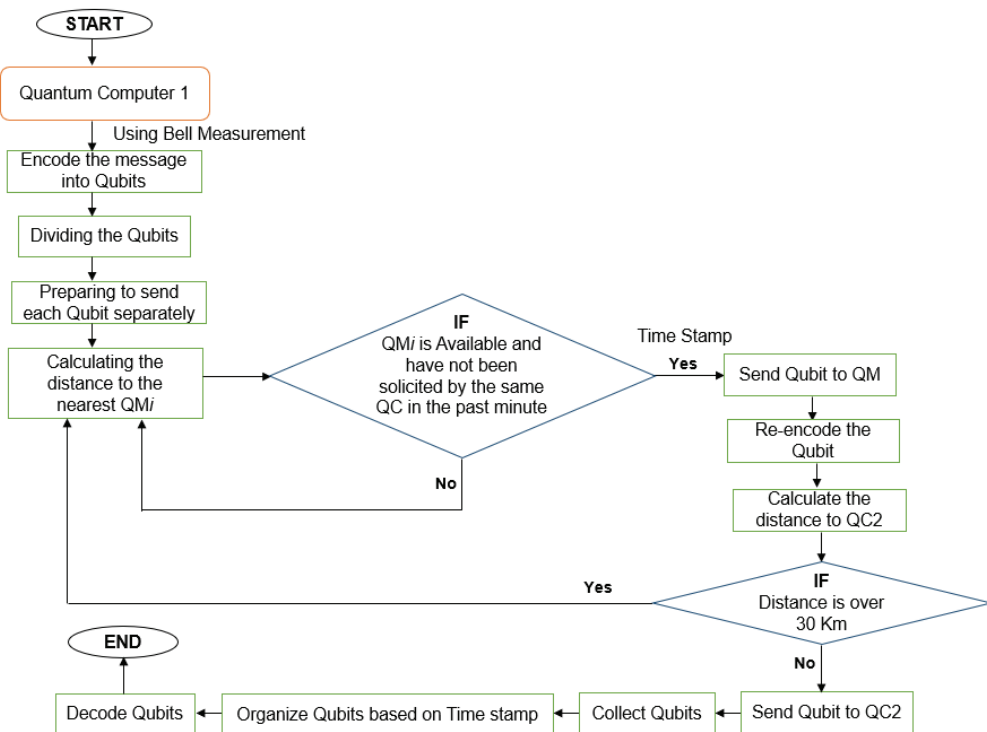 START
Quantum Computer 1
Using Bell Measurement
Encode the message
into Qubits
Dividing the Qubits
Preparing to send
each Qubit separately
Calculating the
distance to the
nearest QMi
IF
QMi is Available and
have not been
solicited by the same
QC in the past minute
No
Time Stamp
Yes
Send Qubit to QM
Re-encode the
Qubit
Calculate the
distance to QC2
IF
Distance is over
30 Km
Yes
No
Send Qubit to QC2
Collect Qubits
Organize Qubits based on Time stamp
Decode Qubits
END